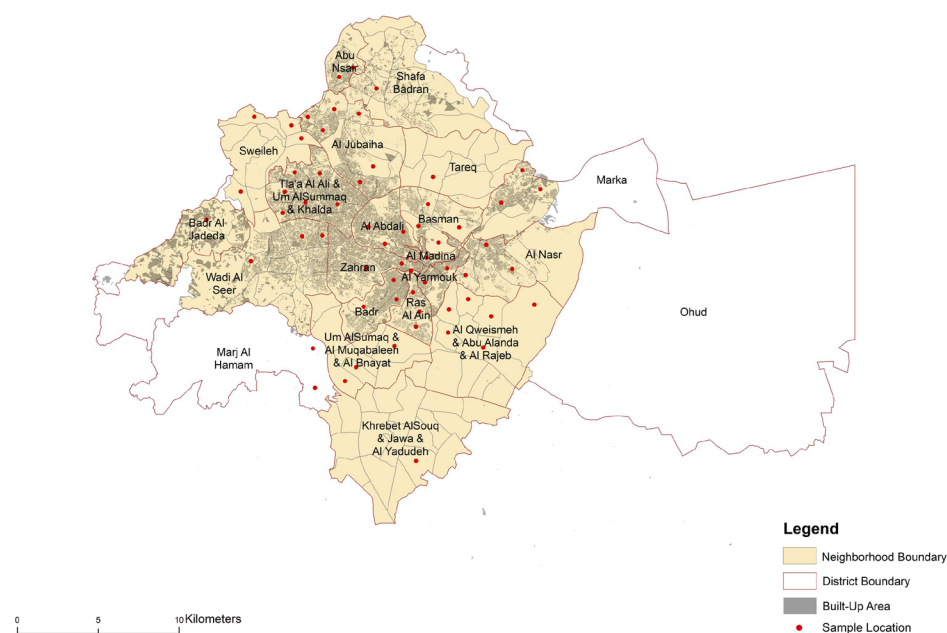 Abu
Nsair
Shafa
Badran
Al Jubaiha
Sweileh
Tareq
Marka
Tla'a Al Ali &
Um AlSummaq
& Khalda
Basman
Al Abdali
Badr Al
Jadeda
Al Madina
Al Nasr
Zahran
Al Yarmouk
Wadi Al
Seer
Ras
Al Ain
Badr
Ohud
Um AlSumaq &
Al Muqabaleen
& Al Bnayat
Al Qweismeh
& Abu Alanda
& Al Rajeb
Marj Al
Hamam
Khrebet AlSouq
& Jawa &
Al Yadudeh
Legend
Neighborhood Boundary
District Boundary
Built-Up Area
Sample Location
0 5 10 Kilometers